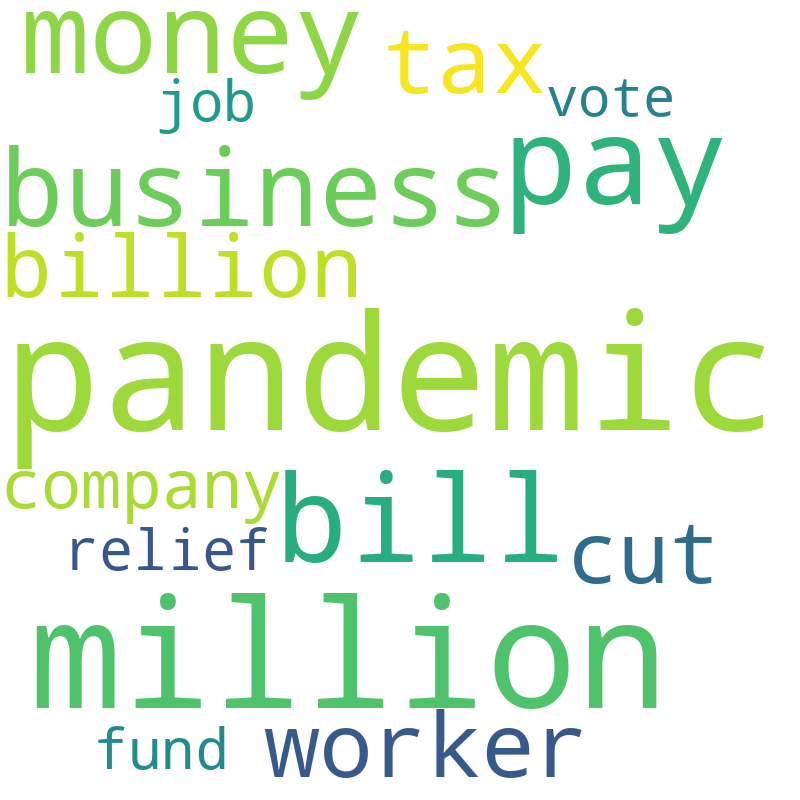 money
tax
job
vote
business
pay
billion
pandemic
company
bill
relief
cut
million
fund
worker